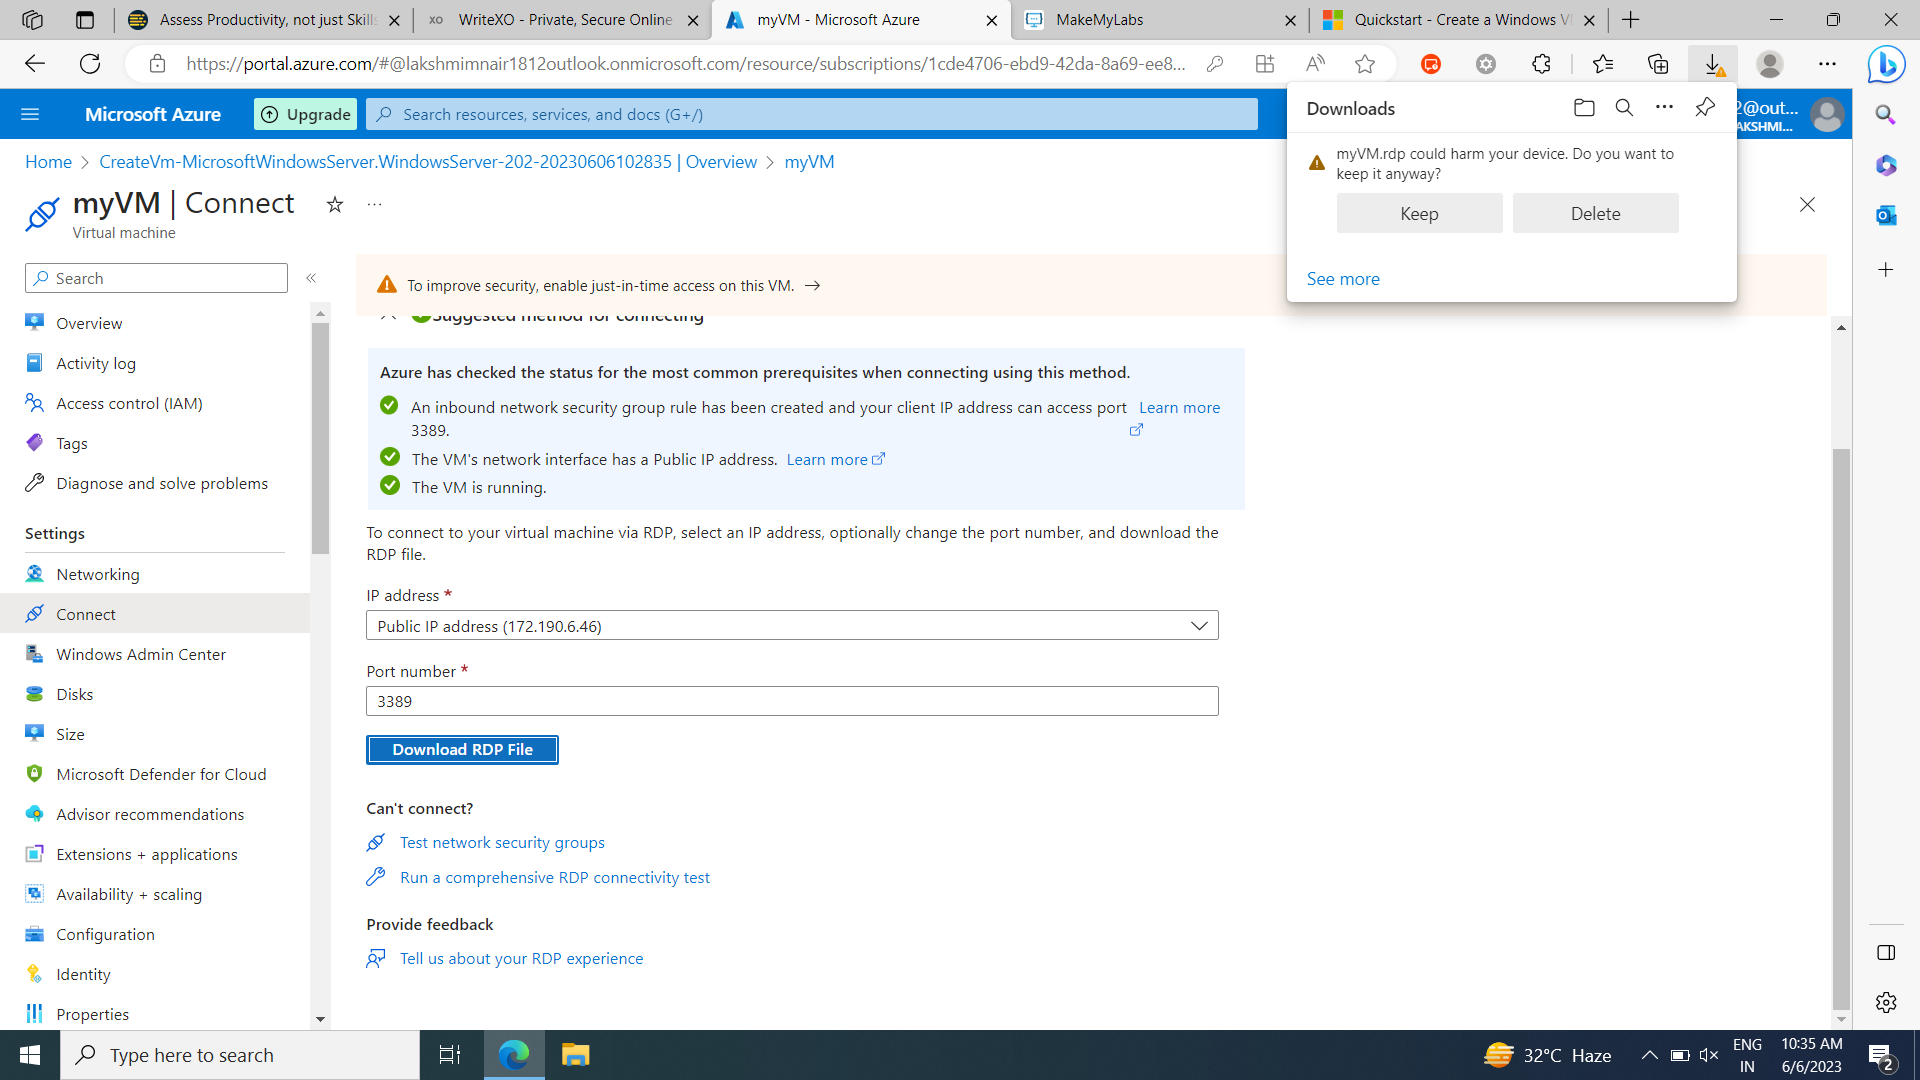 Assess Productivity, not just Skills
XO WriteXO - Private, Secure Online
myVM - Microsoft Azure
MakeMyLabs
Quickstart - Create a Windows V
https://portal.azure.com/#@lakshmimnair1812outlook.onmicrosoft.com/resource/subscriptions/1cde4706-ebd9-42da-8a69-ee8...
Microsoft Azure
Upgrade
Search resources, services, and docs (G+/)
2@out...
AKSHMI...
Downloads
myVM.rdp could harm your device. Do you want to
keep it anyway?
Keep
Delete
See more
Home > CreateVm-MicrosoftWindowsServer.WindowsServer-202-20230606102835 | Overview > myVM
myVM | Connect
Virtual machine
Search
Overview
Activity log
Access control (IAM)
Tags
Diagnose and solve problems
Settings
Networking
Connect
Windows Admin Center
Disks
Size
Microsoft Defender for Cloud
Advisor recommendations
Extensions + applications
Availability + scaling
Configuration
Identity
Properties
To improve security, enable just-in-time access on this VM. →
Suggested method for connecting
Azure has checked the status for the most common prerequisites when connecting using this method.
An inbound network security group rule has been created and your client IP address can access port Learn more
3389.
The VM's network interface has a Public IP address. Learn more
The VM is running.
To connect to your virtual machine via RDP, select an IP address, optionally change the port number, and download the
RDP file.
IP address *
Public IP address (172.190.6.46)
Port number *
3389
Download RDP File
Can't connect?
Test network security groups
Run a comprehensive RDP connectivity test
Provide feedback
Tell us about your RDP experience
Type here to search
32°C Haze
ENG
IN
10:35 AM
6/6/2023
2